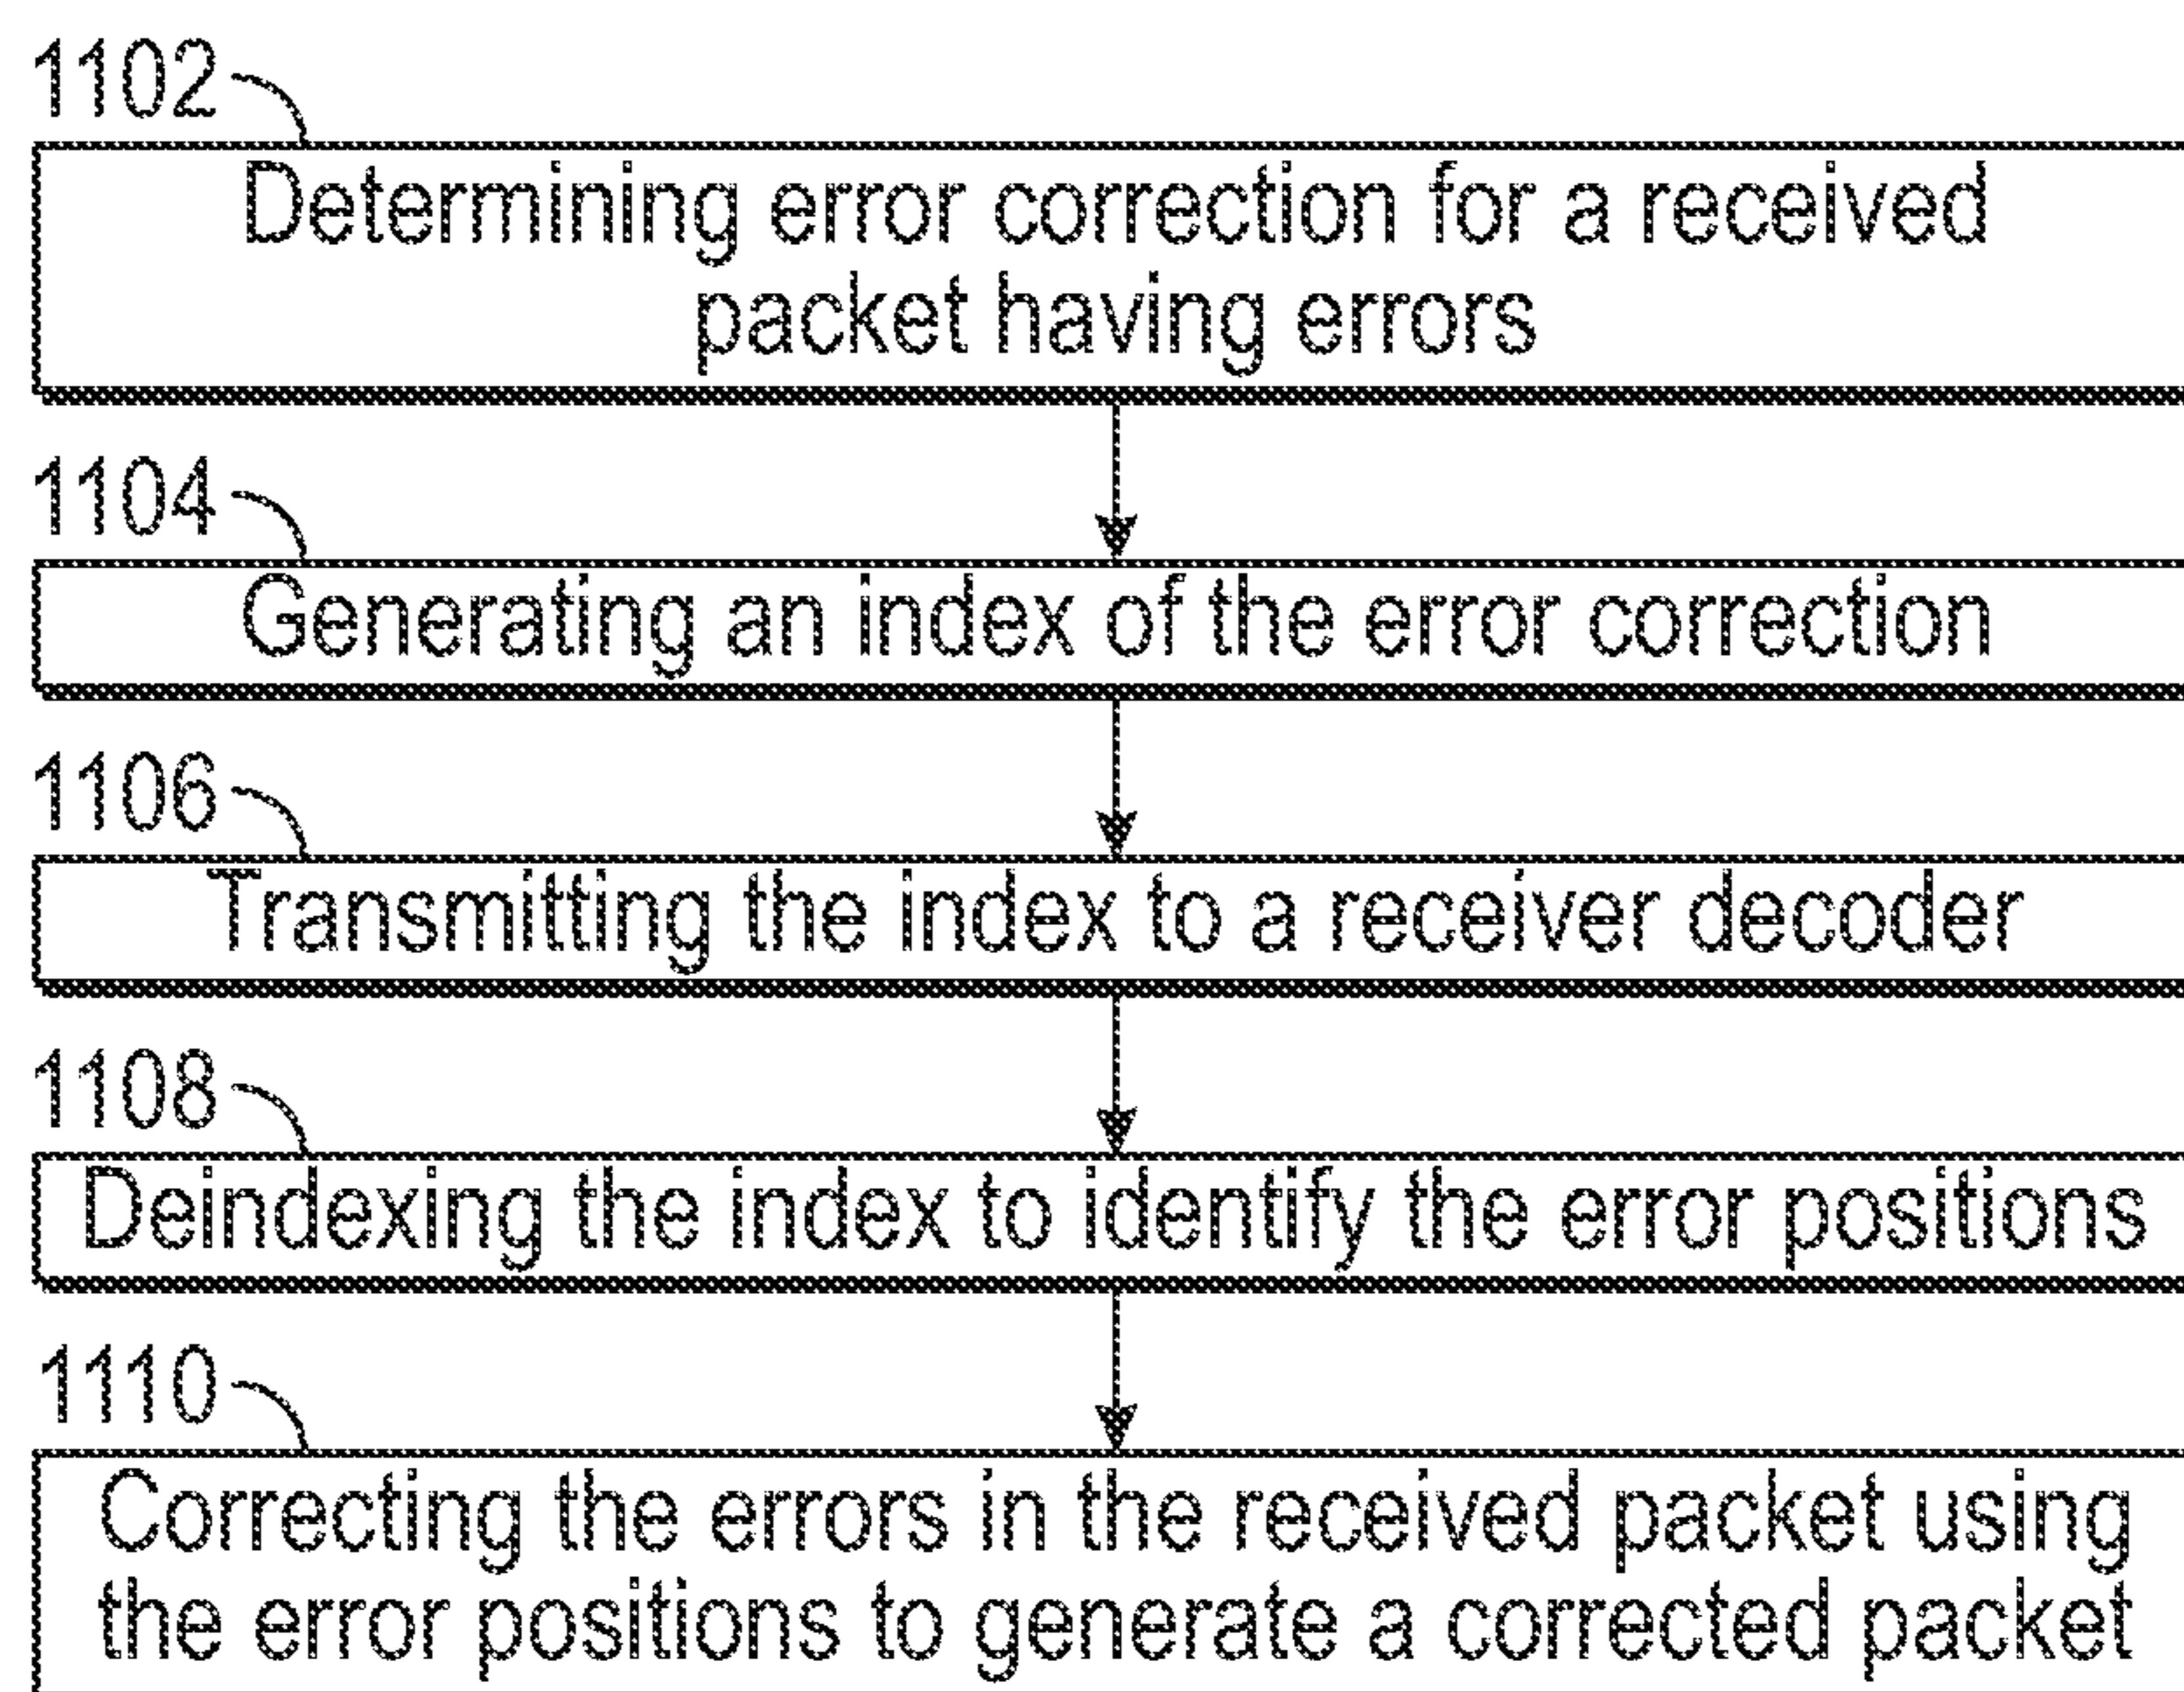 1102
Determining error correction for a received
packet having errors
1104
Generating an index of the error correction
1106
Transmitting the index to a receiver decoder
1108
Deindexing the index to identify the error positions
1110
Correcting the errors in the received packet using
the error positions to generate a corrected packet